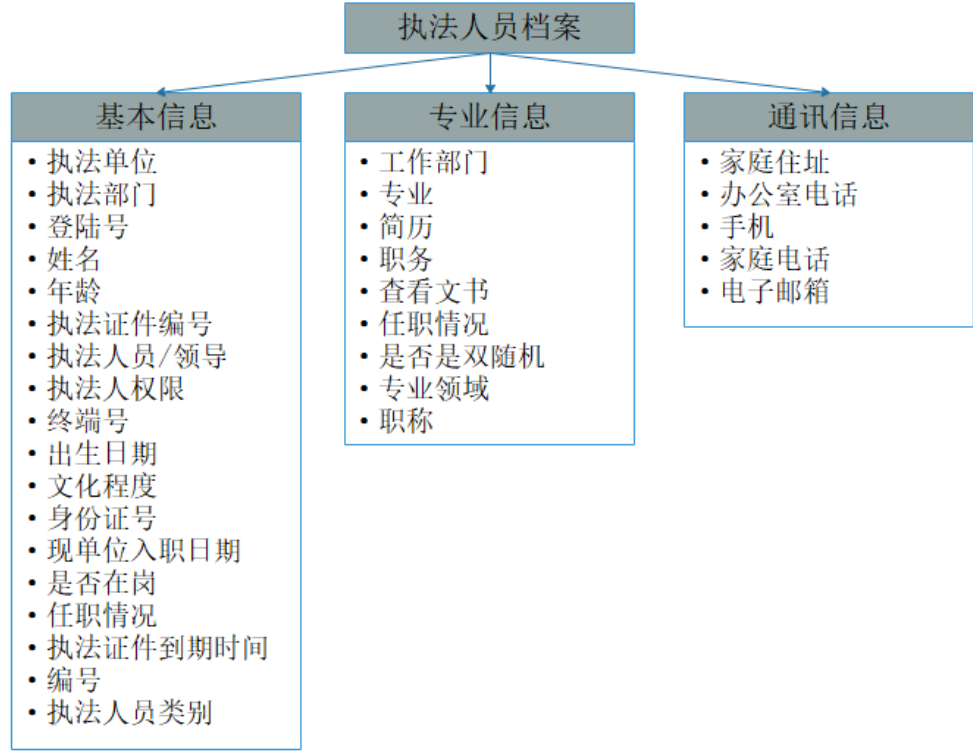 执法人员档案
基本信息
• 执法单位
• 执法部门
• 登陆号
• 姓名
• 年龄
• 执法证件编号
• 执法人员/领导
• 执法人权限
• 终端号
• 出生日期
• 文化程度
• 身份证号
• 现单位入职日期
• 是否在岗
• 任职情况
• 执法证件到期时间
• 编号
• 执法人员类别
专业信息
• 工作部门
• 专业
• 简历
• 职务
• 查看文书
• 任职情况
• 是否是双随机
• 专业领域
• 职称
通讯信息
• 家庭住址
• 办公室电话
• 手机
• 家庭电话
• 电子邮箱